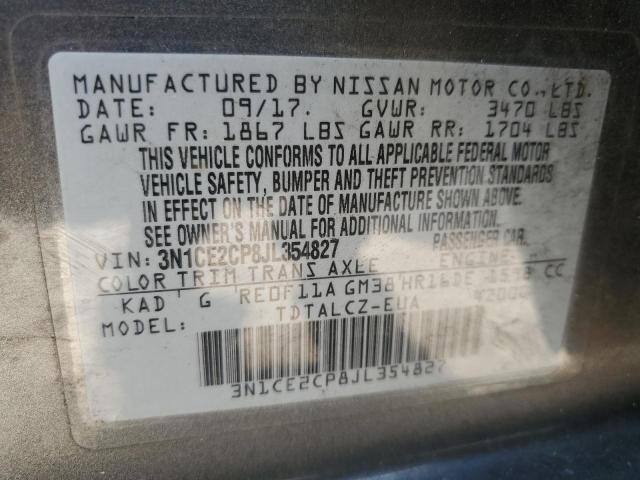 MANUFACTURED BY NISSAN MOTOR CO., LTD.
DATE: 09/17. GVWR: 3470 LBS
GAWR FR: 1867 LBS GAWR RR: 1704 LBS
THIS VEHICLE CONFORMS TO ALL APPLICABLE FEDERAL MOTOR
VEHICLE SAFETY, BUMPER AND THEFT PREVENTION STANDARDS
IN EFFECT ON THE DATE OF MANUFACTURE SHOWN ABOVE.
SEE OWNER'S MANUAL FOR ADDITIONAL INFORMATION.
VIN: 3N1CE2CP8JL354827 PASSENGER CAR.
COLOR TRIM TRANS AXLE ENGINE
KAD G RE0F11A GM38 HR16DE CC
MODEL: TDTALCZ-EUA
3N1CE2CP8JL354827